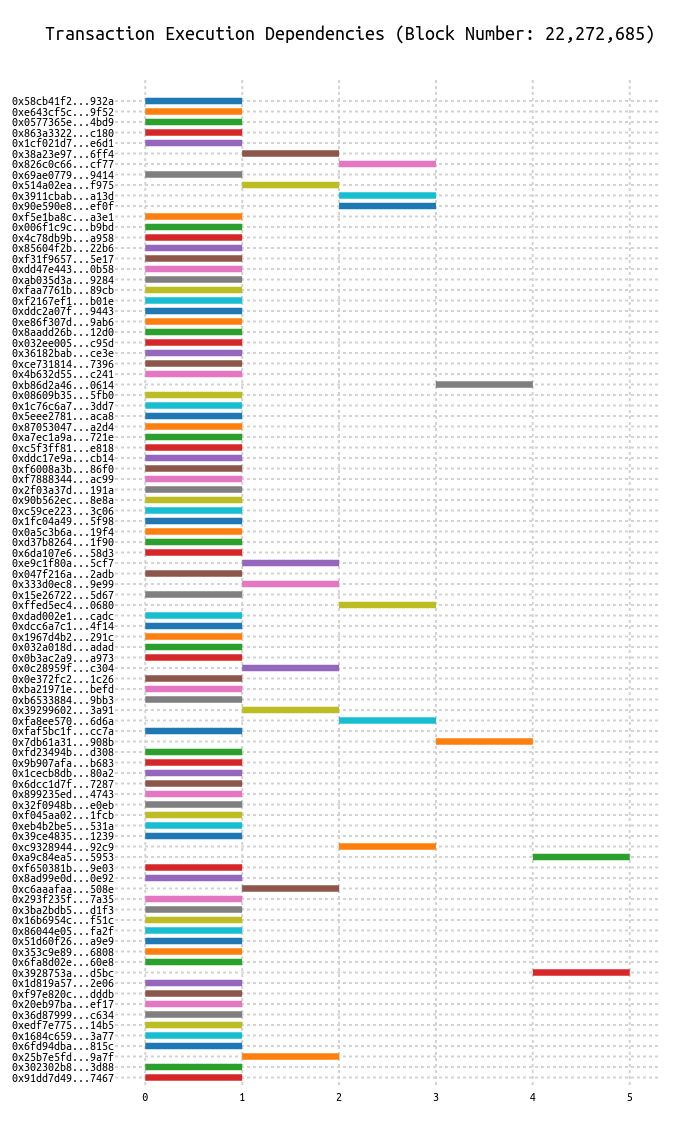 Transaction Execution Dependencies (Block Number: 22,272,685)
0x58cb41f2...932a
0xe643cf5c...9f52
0x0577365e...4bd9
0x863a3322...c180
0x1cf021d7...e6d1
0x38a23e97...6ff4
0x826c0c66...cf77
0x69ae0779...9414
0x514a02ea...f975
0x3911cbab...a13d
0x90e590e8...ef0f
0xf5e1ba8c...a3e1
0x006f1c9c...b9bd
0x4c78db9b...a958
0x85604f2b...22b6
0xf31f9657...5e17
0xdd47e443...0b58
0xab035d3a...9284
0xfaa7761b...89cb
0xf2167ef1...b01e
0xddc2a07f...9443
0xe86f307d...9ab6
0x8aadd26b...12d0
0x032ee005...c95d
0x36182bab...ce3e
0xce731814...7396
0x4b632d55...c241
0xb86d2a46...0614
0x08609b35...5fb0
0x1c76c6a7...3dd7
0x5eee2781...aca8
0x87053047...a2d4
0xa7ec1a9a...721e
0xc5f3ff81...e818
0xddc17e9a...cb14
0xf6008a3b...86f0
0xf7888344...ac99
0x2f03a37d...191a
0x90b562ec...8e8a
0xc59ce223...3c06
0x1fc04a49...5f98
0x0a5c3b6a...19f4
0xd37b8264...1f90
0x6da107e6...58d3
0xe9c1f80a...5cf7
0x047f216a...2adb
0x333d0ec8...9e99
0x15e26722...5d67
0xffed5ec4...0680
0xdad002e1...cadc
0xdcc6a7c1...4f14
0x1967d4b2...291c
0x032a018d...adad
0x0b3ac2a9...a973
0x0c28959f...c304
0x0e372fc2...1c26
0xba21971e...befd
0xb6533884...9bb3
0x39299602...3a91
0xfa8ee570...6d6a
0xfaf5bc1f...cc7a
0x7db61a31...908b
0xfd23494b...d308
0x9b907afa...b683
0x1cecb8db...80a2
0x6dcc1d7f...7287
0x899235ed...4743
0x32f0948b...e0eb
0xf045aa02...1fcb
0xeb4b2be5...531a
0x39ce4835...1239
0xc9328944...92c9
0xa9c84ea5...5953
0xf650381b...9e03
0x8ad99e0d...0e92
0xc6aaafaa...508e
0x293f235f...7a35
0x3ba2bdb5...d1f3
0x16b6954c...f51c
0x86044e05...fa2f
0x51d60f26...a9e9
0x353c9e89...6808
0x6fa8d02e...60e8
0x3928753a...d5bc
0x1d819a57...2e06
0xf97e820c...dddb
0x20eb97ba...ef17
0x36d87999...c634
0xedf7e775...14b5
0x1684c659...3a77
0x6fd94dba...815c
0x25b7e5fd...9a7f
0x302302b8...3d88
0x91dd7d49...7467
0 1 2 3 4 5